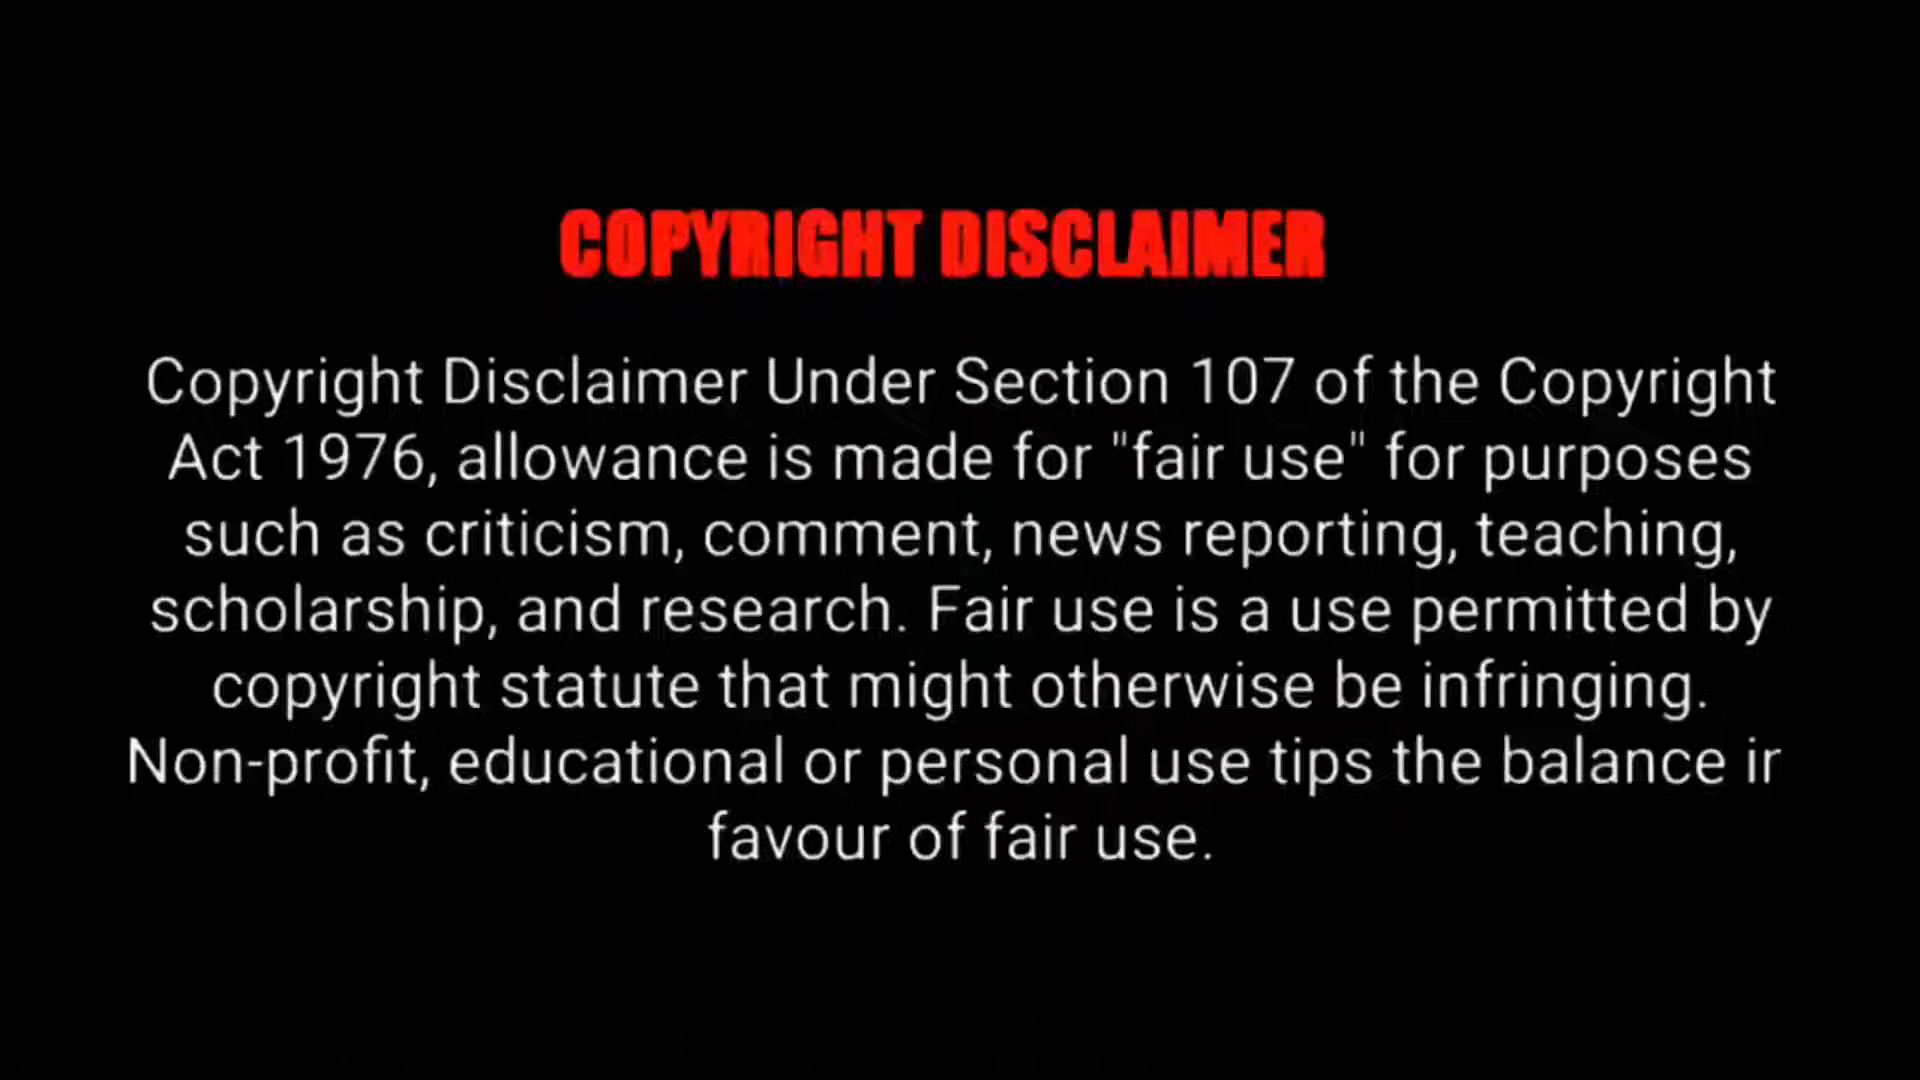 COPYRIGHT DISCLAIMER
Copyright Disclaimer Under Section 107 of the Copyright
Act 1976, allowance is made for "fair use" for purposes
such as criticism, comment, news reporting, teaching,
scholarship, and research. Fair use is a use permitted by
copyright statute that might otherwise be infringing.
Non-profit, educational or personal use tips the balance ir
favour of fair use.